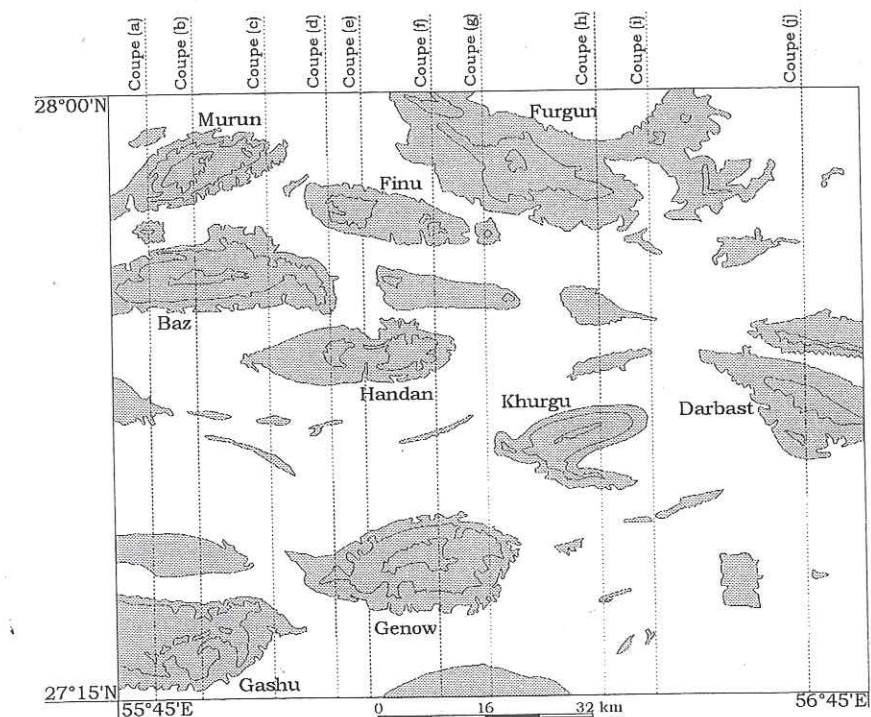 Coupe (a)
Coupe (b)
Coupe (c)
Coupe (d)
Coupe (e)
Coupe (f)
Coupe (g)
Coupe (h)
Coupe (i)
Coupe (j)
28°00'N
Murun
Furgun
Finu
Baz
Handan
Khurgu
Darbast
Genow
Gashu
27°15'N
55°45'E
0 16 32 km
56°45'E